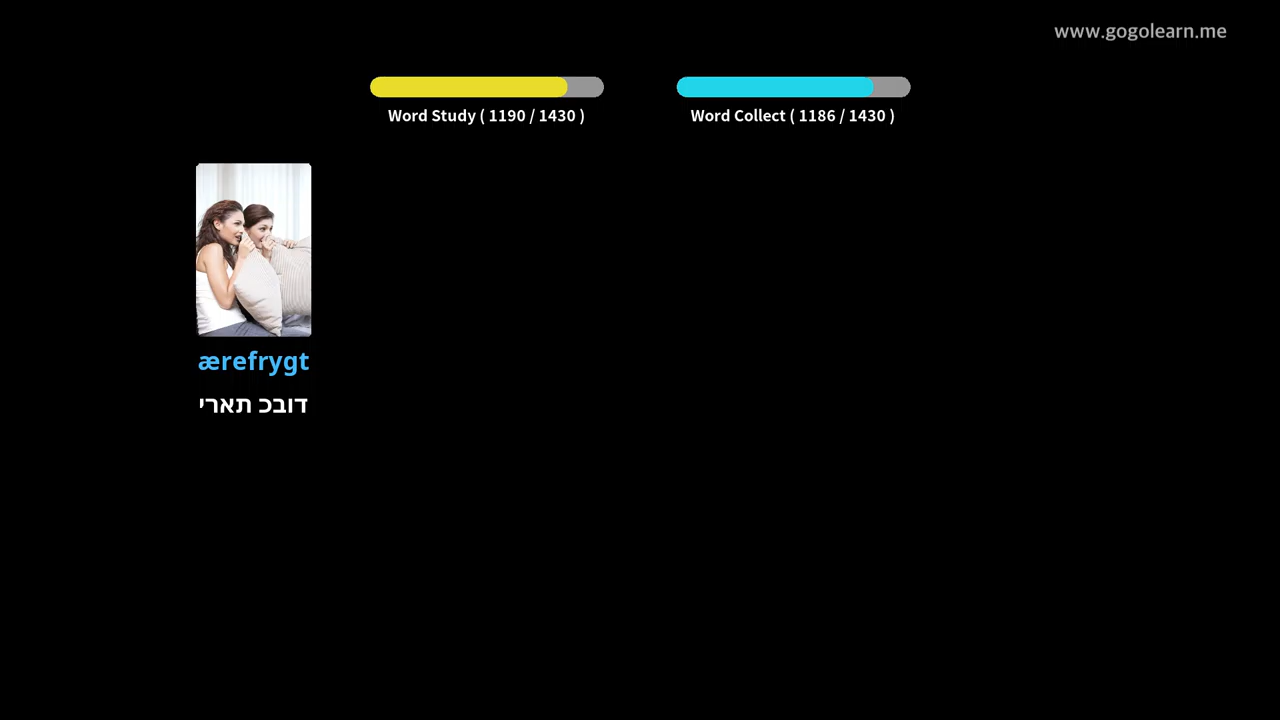 www.gogolearn.me
Word Study ( 1190 / 1430 )
Word Collect ( 1186 / 1430 )
ærefrygt
דובכ תארי